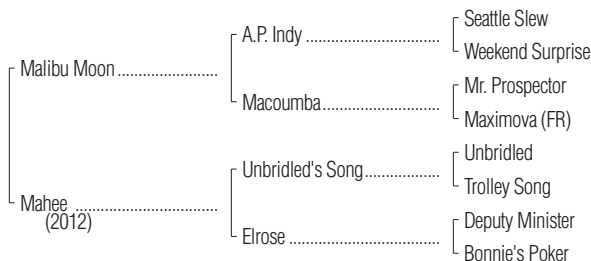 Seattle Slew
A.P. Indy ........................................
Weekend Surprise
Malibu Moon ..............................
Mr. Prospector
Macoumba...................................
Maximova (FR)
Unbridled
Unbridled's Song......................
Trolley Song
Mahee ...........................................
(2012)
Deputy Minister
Elrose .............................................
Bonnie's Poker